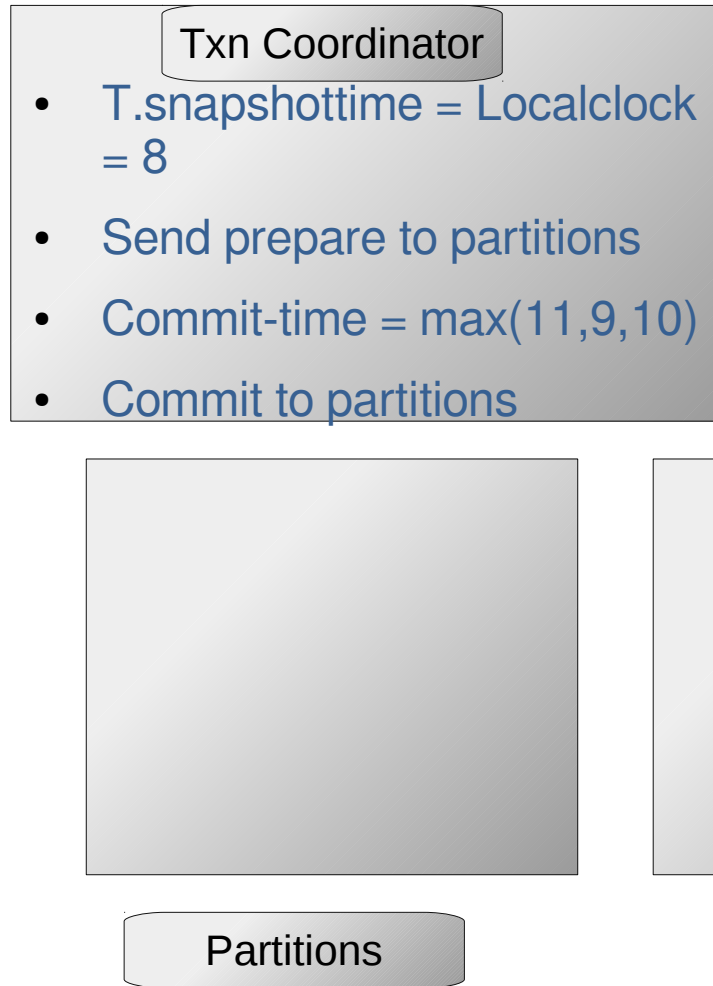 Txn Coordinator
• T.snapshottime = Localclock
= 8
• Send prepare to partitions
• Commit-time = max(11,9,10)
• Commit to partitions
Partitions